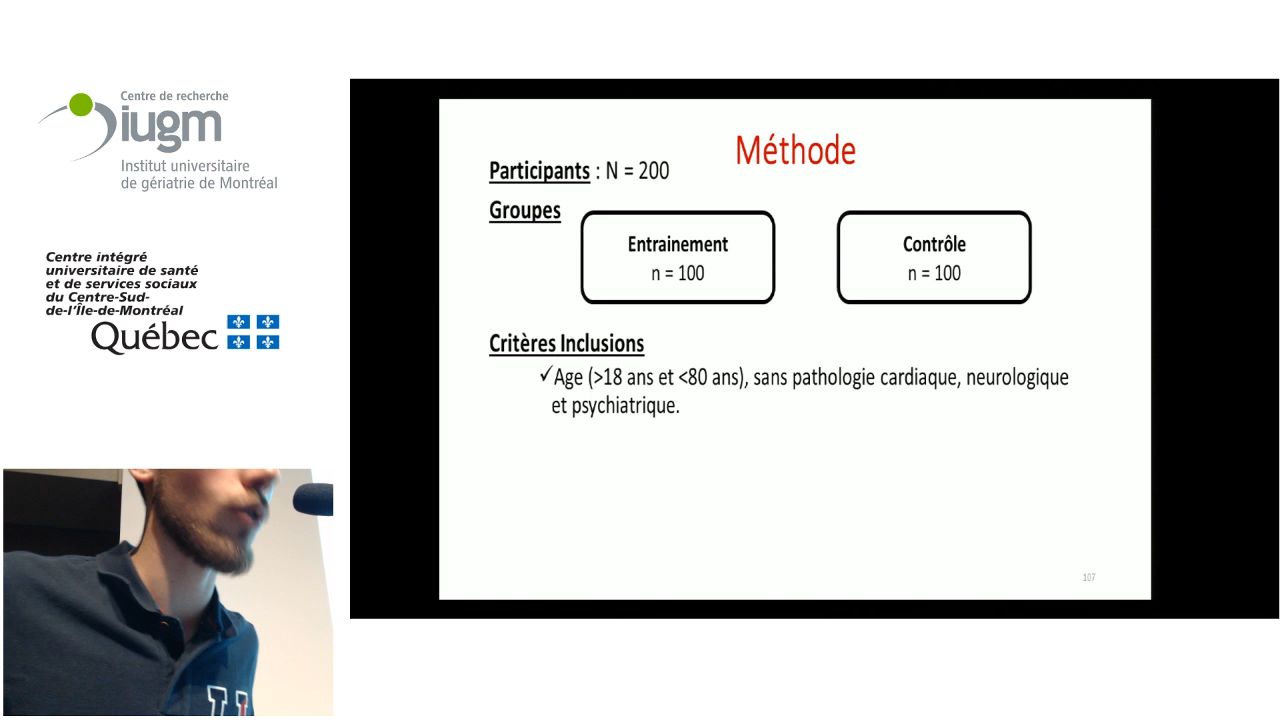 Centre de recherche
iugm
Institut universitaire
de gériatrie de Montréal
Centre intégré
universitaire de santé
et de services sociaux
du Centre-Sud-
de-l'Île-de-Montréal
Québec
Méthode
Participants : N = 200
Groupes
Entrainement
n = 100
Contrôle
n = 100
Critères Inclusions
✓Age (>18 ans et <80 ans), sans pathologie cardiaque, neurologique
et psychiatrique.
107